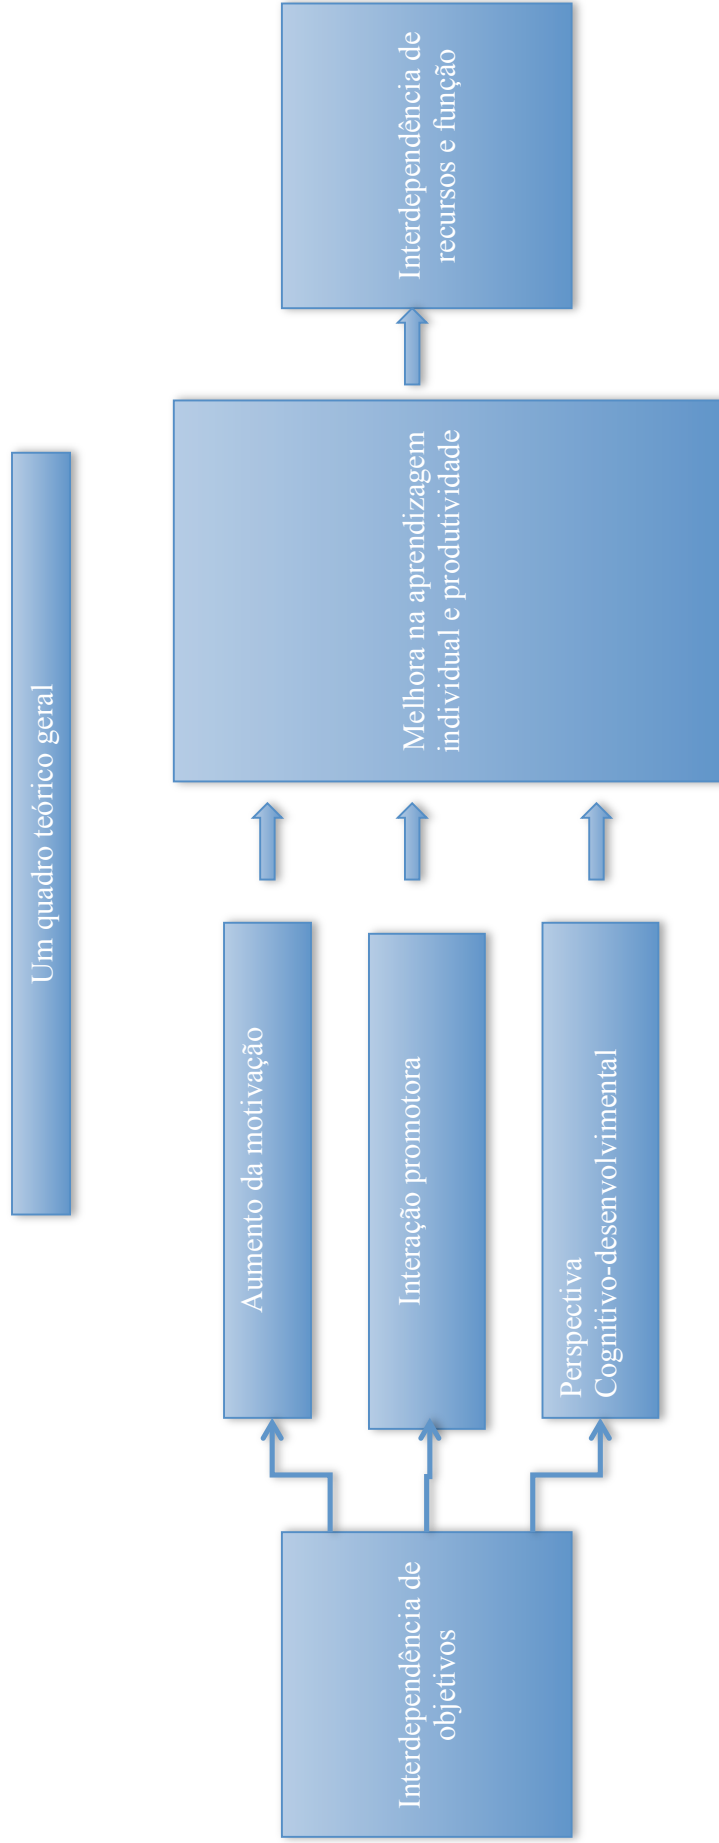 Um quadro teórico geral
Interdependência de
objetivos
Aumento da motivação
Interação promotora
Perspectiva
Cognitivo-desenvolvimental
Melhora na aprendizagem
individual e produtividade
Interdependência de
recursos e função